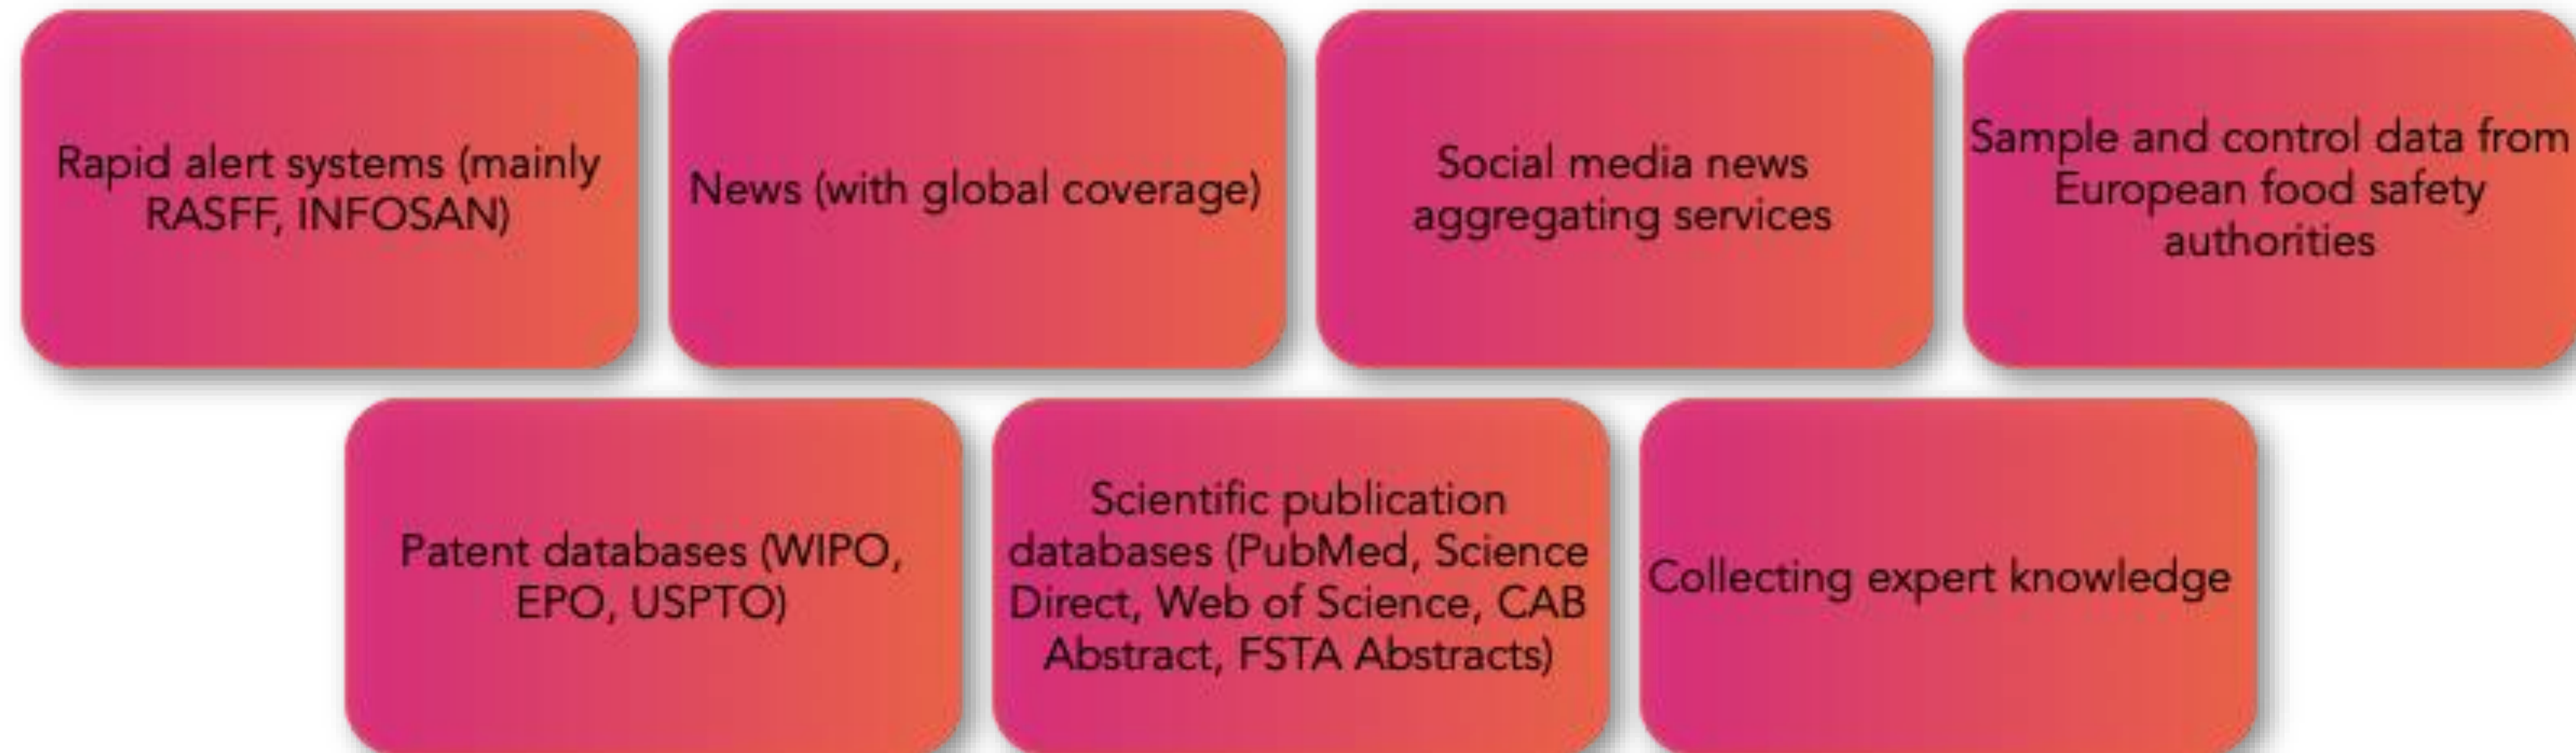 Rapid alert systems (mainly
RASFF, INFOSAN)
News (with global coverage)
Social media news
aggregating services
Sample and control data from
European food safety
authorities
Patent databases (WIPO,
EPO, USPTO)
Scientific publication
databases (PubMed, Science
Direct, Web of Science, CAB
Abstract, FSTA Abstracts)
Collecting expert knowledge